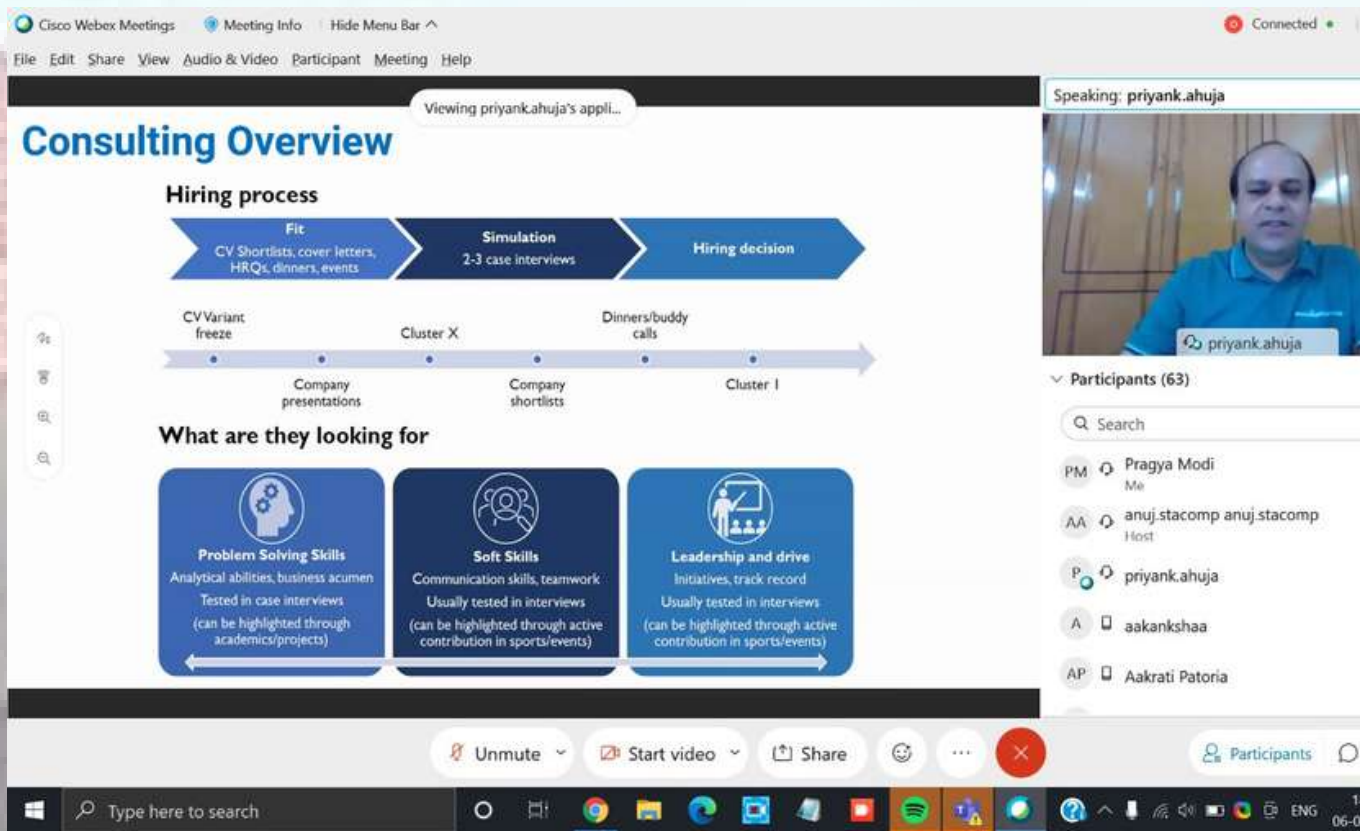 Cisco Webex Meetings Meeting Info Hide Menu Bar Connected
File Edit Share View Audio & Video Participant Meeting Help
Viewing priyank.ahuja's appli...
Consulting Overview
Hiring process
Fit
CV Shortlists, cover letters,
HRQs, dinners, events
Simulation
2-3 case interviews
Hiring decision
CV Variant
freeze
Company
presentations
Cluster X
Company
shortlists
Dinners/buddy
calls
Cluster I
What are they looking for
Problem Solving Skills
Analytical abilities, business acumen
Tested in case interviews
(can be highlighted through
academics/projects)
Soft Skills
Communication skills, teamwork
Usually tested in interviews
(can be highlighted through active
contribution in sports/events)
Leadership and drive
Initiatives, track record
Usually tested in interviews
(can be highlighted through active
contribution in sports/events)
Speaking: priyank.ahuja
priyank.ahuja
Participants (63)
Search
PM Pragya Modi
Me
AA anuj.stacomp anuj.stacomp
Host
P priyank.ahuja
A aakankshaa
AP Aakrati Patoria
Unmute Start video Share Participants
Type here to search ENG